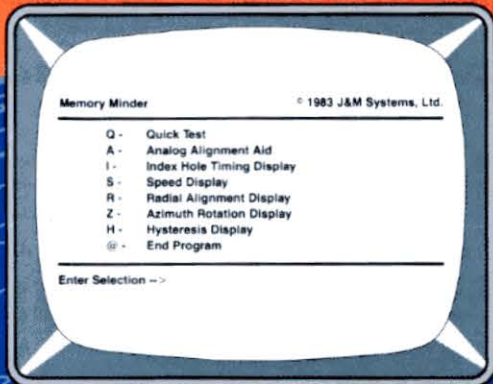 Memory Minder © 1983 J&M Systems, Ltd.
Q - Quick Test
A - Analog Alignment Aid
I - Index Hole Timing Display
S - Speed Display
R - Radial Alignment Display
Z - Azimuth Rotation Display
H - Hysteresis Display
@ - End Program
Enter Selection -->